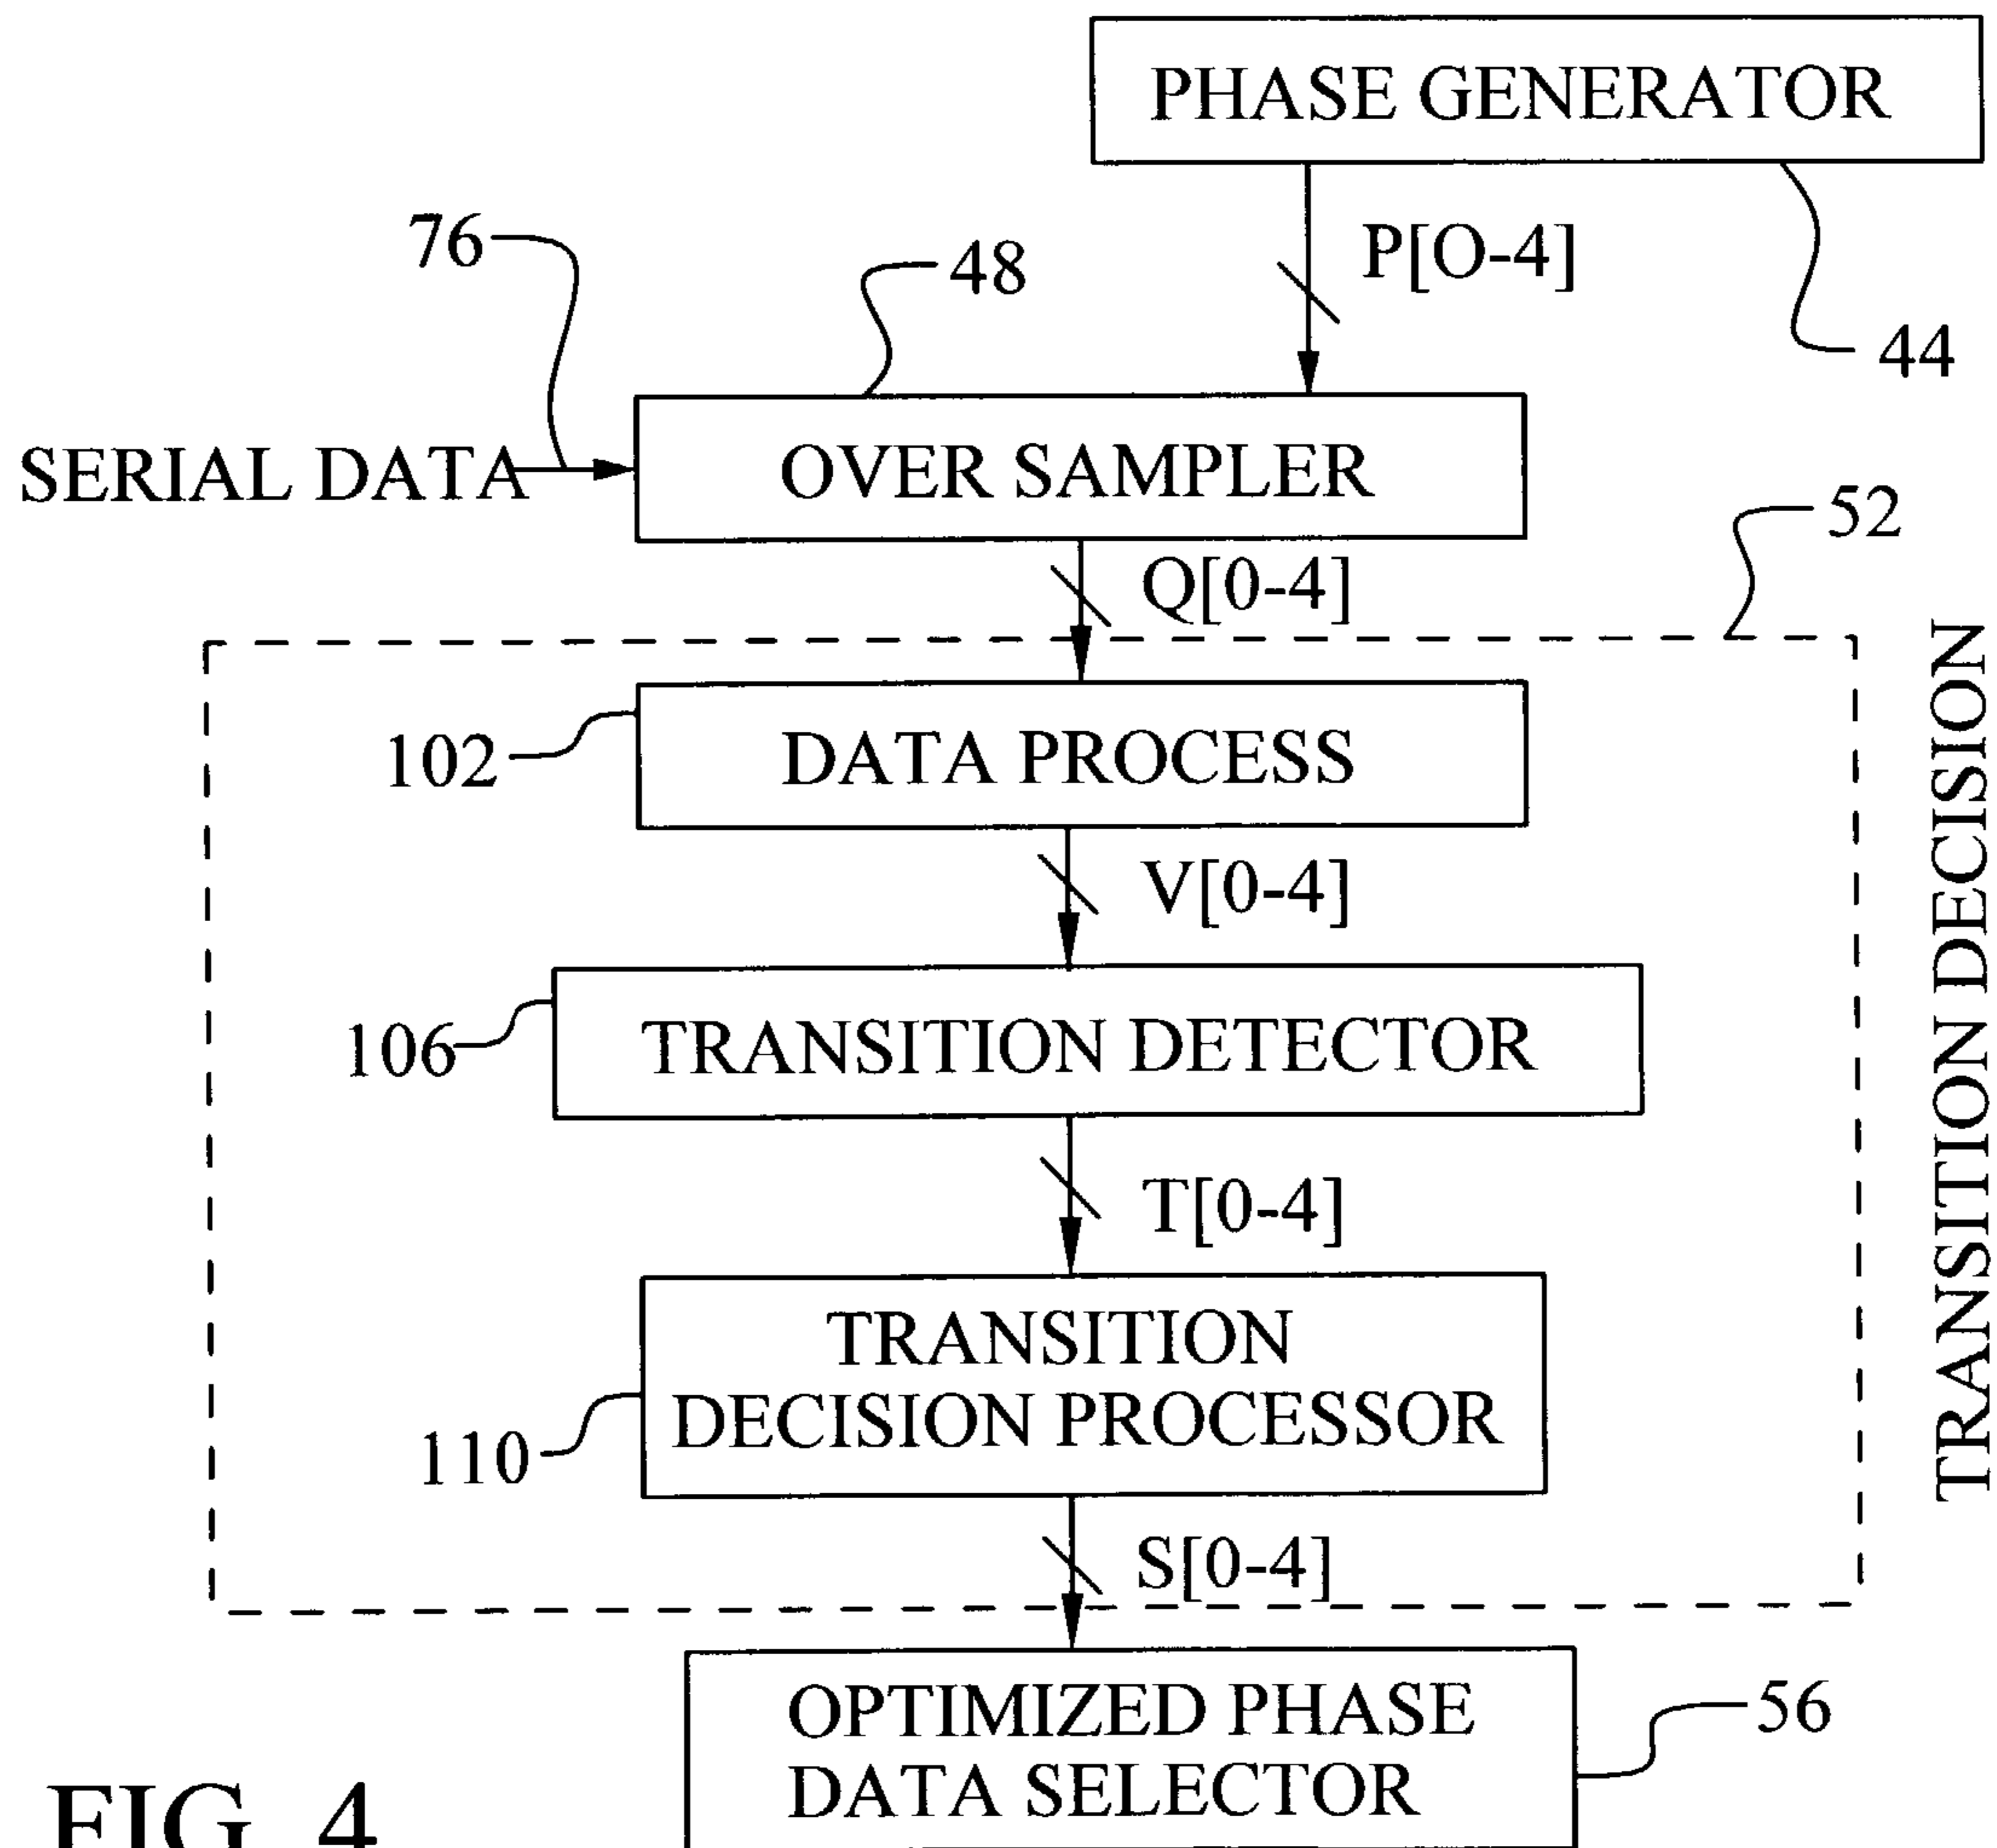 PHASE GENERATOR
P[O-4]
76
48
44
SERIAL DATA
OVER SAMPLER
52
Q[0-4]
102
DATA PROCESS
V[0-4]
106
TRANSITION DETECTOR
T[0-4]
TRANSITION
DECISION PROCESSOR
110
S[0-4]
TRANSITION DECISION
OPTIMIZED PHASE
DATA SELECTOR
56
FIG. 4